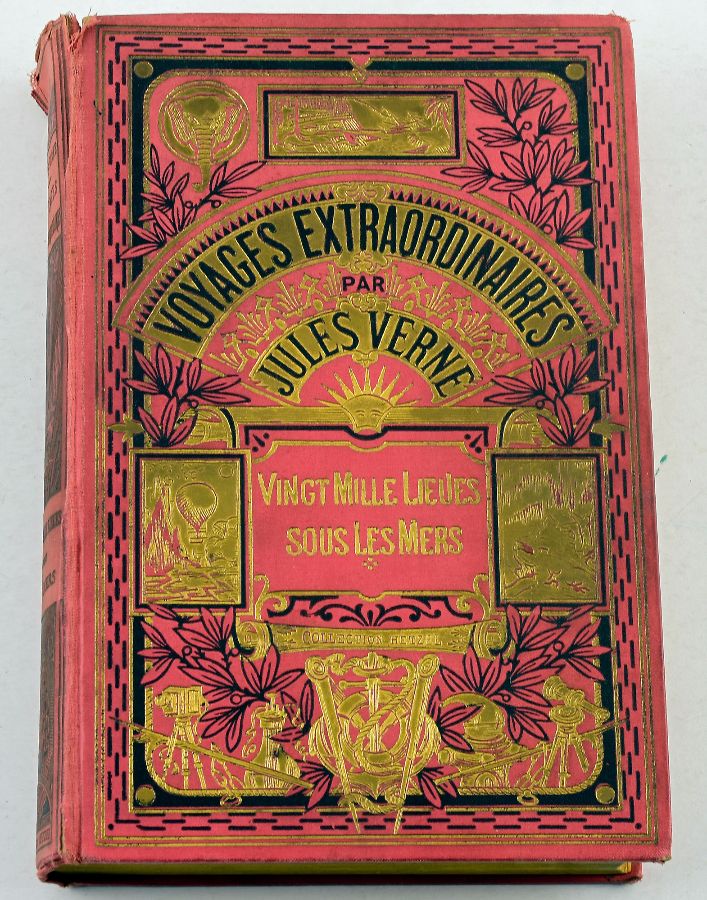 VOYAGES EXTRAORDINAIRES
PAR
JULES VERNE
VINGT MILLE LIEUES
SOUS LES MERS
COLLECTION HETZEL